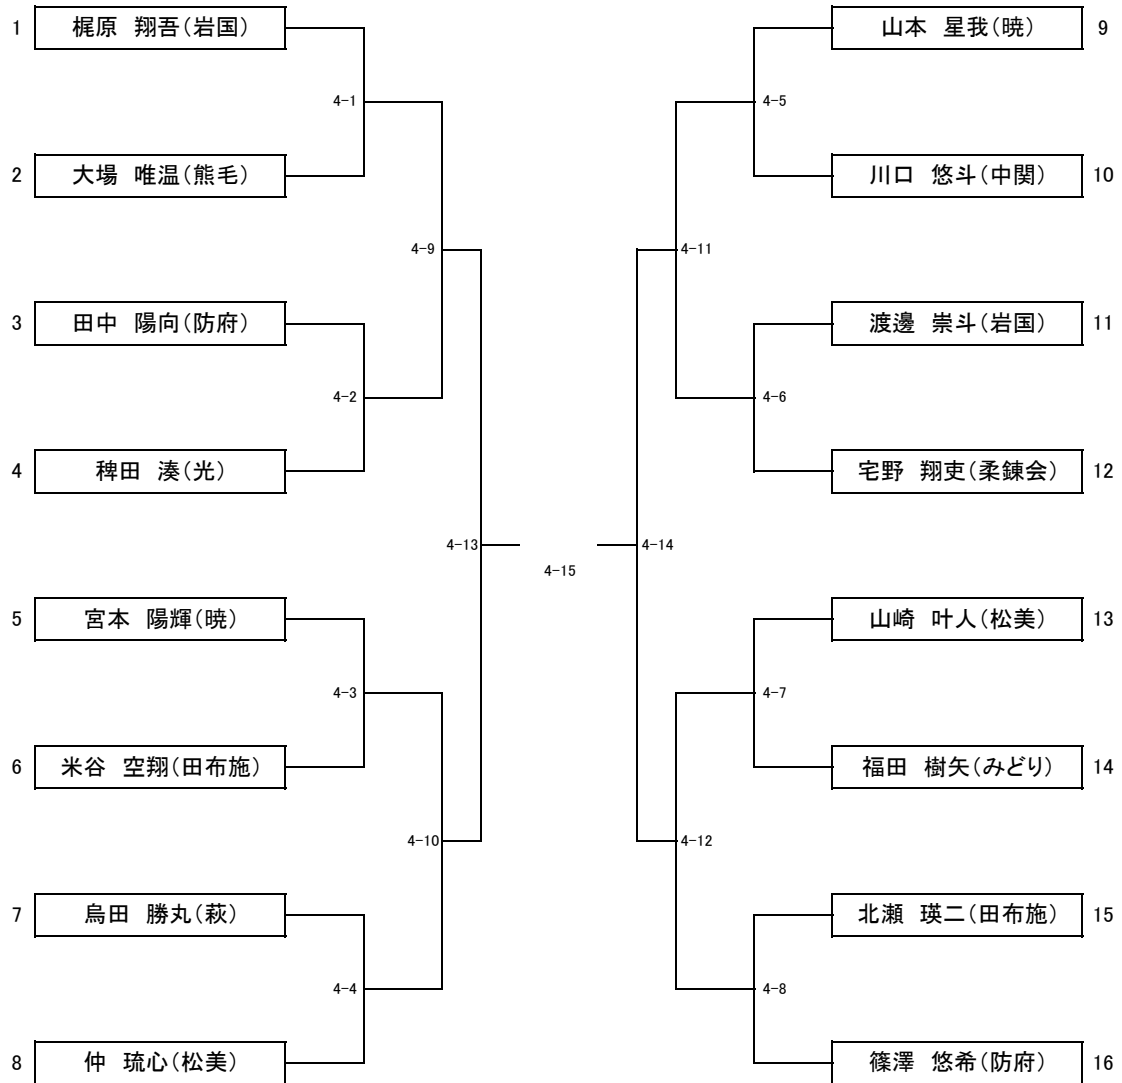 1 梶原 翔吾(岩国)
山本 星我(暁) 9
4-1
4-5
2 大場 唯温(熊毛)
川口 悠斗(中関) 10
4-9
4-11
3 田中 陽向(防府)
渡邊 崇斗(岩国) 11
4-2
4-6
4 稗田 湊(光)
宅野 翔吏(柔錬会) 12
4-13
4-14
4-15
5 宮本 陽輝(暁)
山崎 叶人(松美) 13
4-3
4-7
6 米谷 空翔(田布施)
福田 樹矢(みどり) 14
4-10
4-12
7 烏田 勝丸(萩)
北瀬 瑛二(田布施) 15
4-4
4-8
8 仲 琉心(松美)
篠澤 悠希(防府) 16